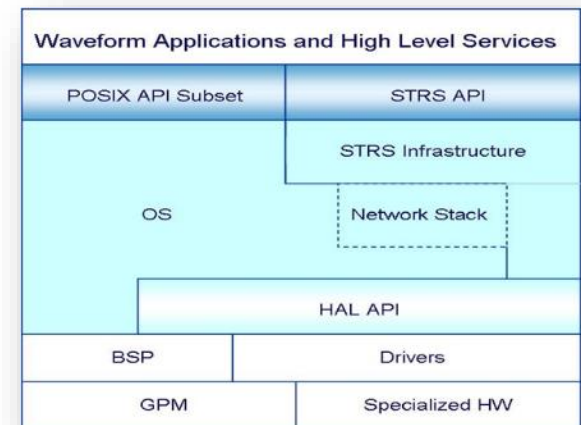 Waveform Applications and High Level Services
POSIX API Subset
STRS API
STRS Infrastructure
OS
Network Stack
HAL API
BSP
Drivers
GPM
Specialized HW